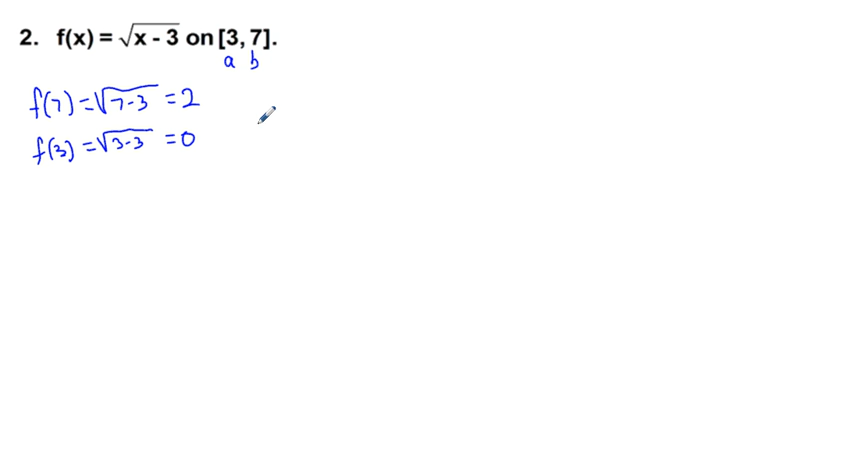 2. f(x) = √x - 3 on [3, 7].
a b
f(7) = √7-3 = 2
f(3) = √3-3 = 0